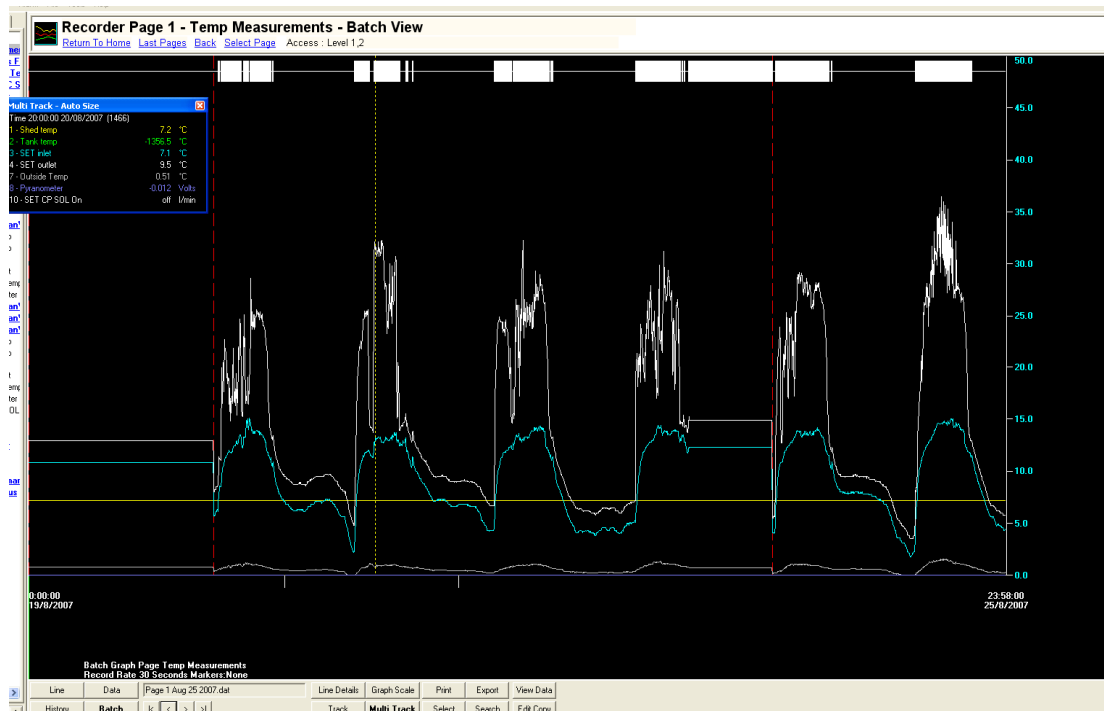 Recorder Page 1 - Temp Measurements - Batch View
Return To Home Last Pages Back Select Page Access : Level 1,2
Multi Track - Auto Size
Time 20:00:00 20/08/2007 (1466)
1 - Shed temp 7.2 °C
2 - Tank temp -1356.5 °C
3 - SET inlet 7.1 °C
4 - SET outlet 9.5 °C
7 - Outside Temp 0.51 °C
8 - Pyranometer -0.012 Volts
10 - SET CP SOL On off l/min
50.0
45.0
40.0
35.0
30.0
25.0
20.0
15.0
10.0
5.0
0.0
0:00:00
19/8/2007
23:58:00
25/8/2007
Batch Graph Page Temp Measurements
Record Rate 30 Seconds Markers:None
Line Data Page 1 Aug 25 2007.dat Line Details Graph Scale Print Export View Data
History Batch |< < > >| Track Multi Track Select Search Edit Copy